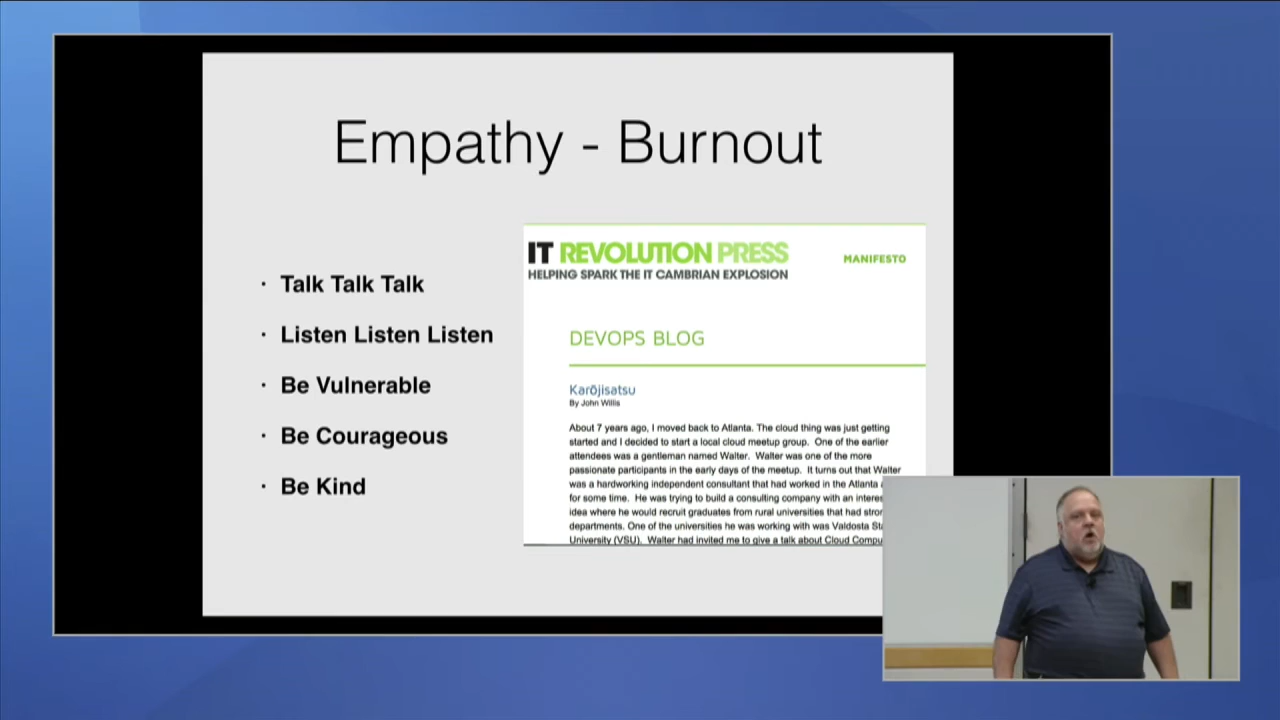 Empathy - Burnout
· Talk Talk Talk
· Listen Listen Listen
· Be Vulnerable
· Be Courageous
· Be Kind
IT REVOLUTION PRESS
HELPING SPARK THE IT CAMBRIAN EXPLOSION
MANIFESTO
DEVOPS BLOG
Karōjisatsu
By John Willis
About 7 years ago, I moved back to Atlanta. The cloud thing was just getting
started and I decided to start a local cloud meetup group. One of the earlier
attendees was a gentleman named Walter. Walter was one of the more
passionate participants in the early days of the meetup. It turns out that Walter
was a hardworking independent consultant that had worked in the Atlanta
for some time. He was trying to build a consulting company with an
idea where he would recruit graduates from rural universities that had
departments. One of the universities he was working with was Valdosta
University (VSU). Walter had invited me to give a talk about Cloud